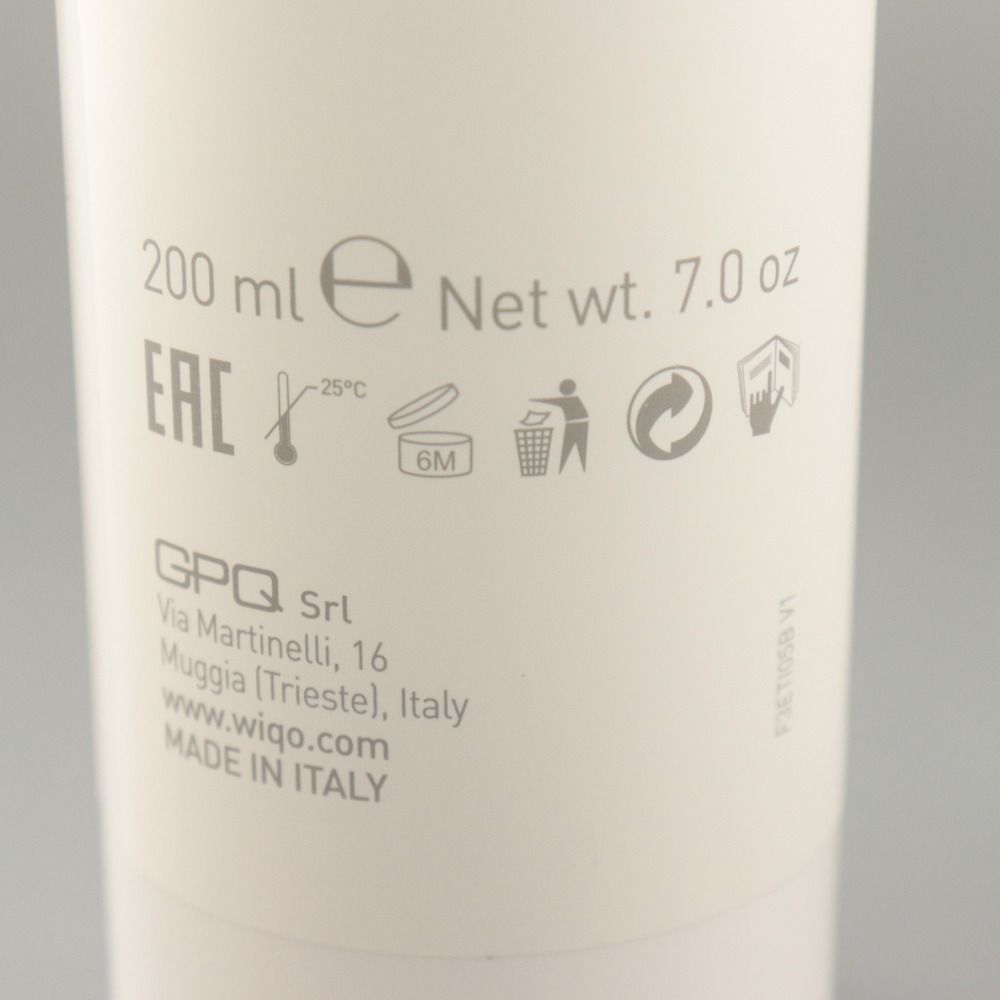 200 ml ℮ Net wt. 7.0 oz
EAC 25°C 6M
GPQ Srl
Via Martinelli, 16
Muggia (Trieste), Italy
www.wiqo.com
MADE IN ITALY
F3ETI05B V1